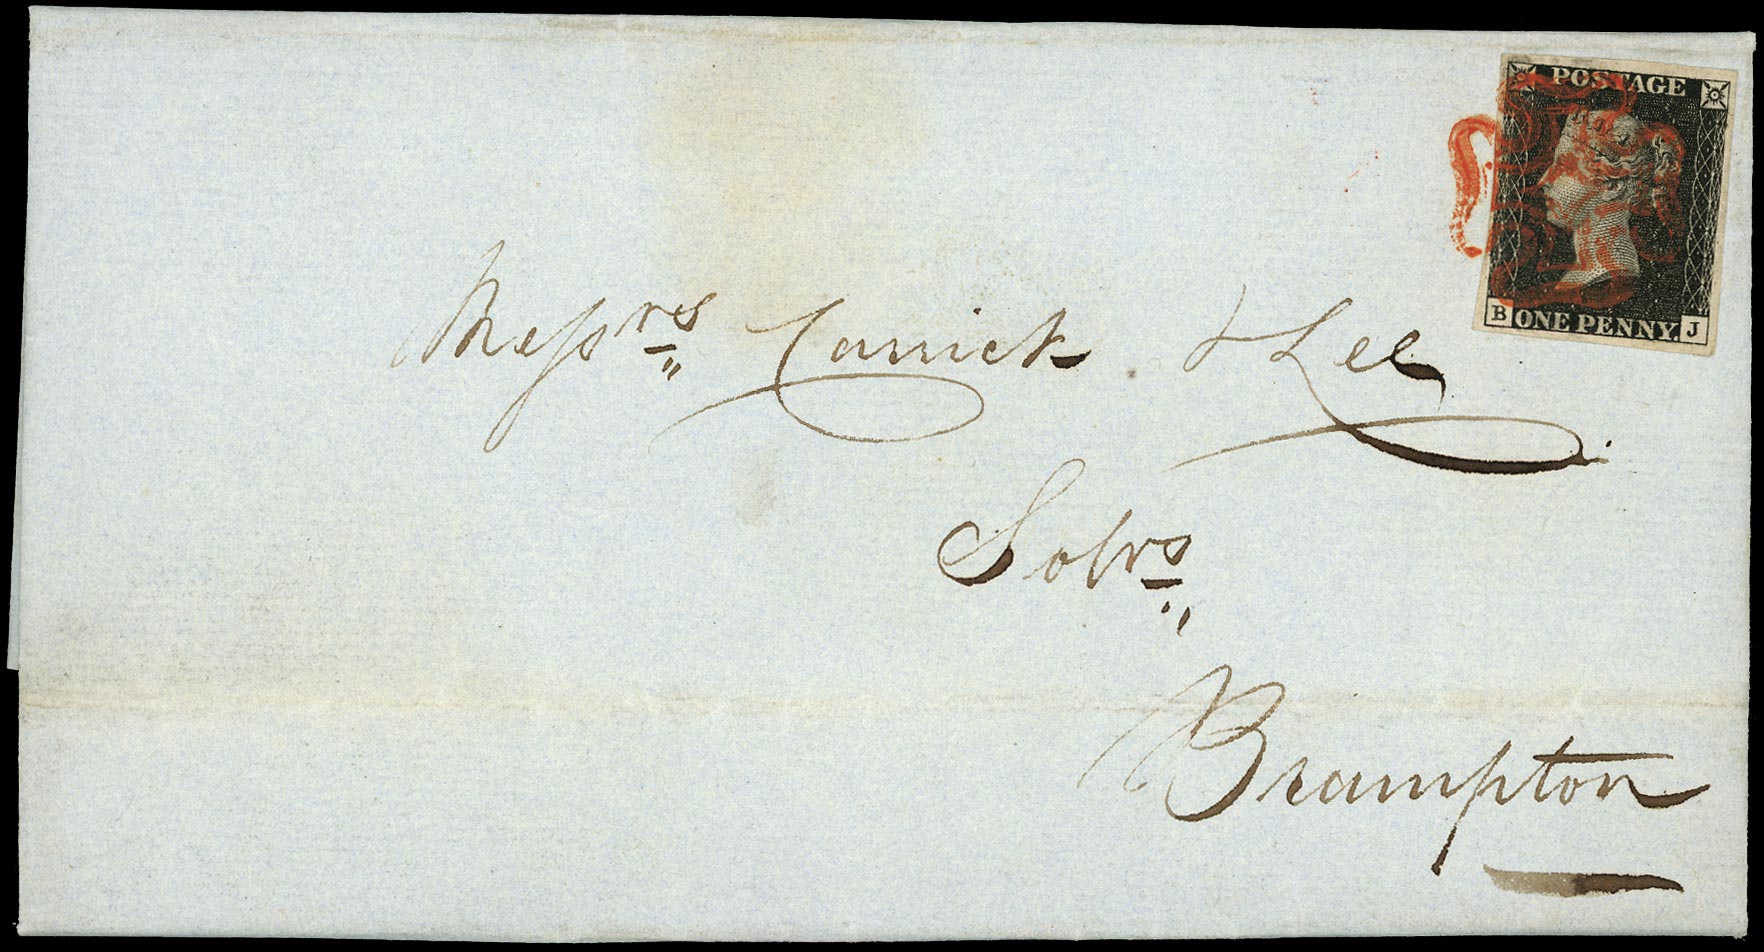 POSTAGE
B ONE PENNY. J
Messrs Carrick & Lee
Solrs
Brampton